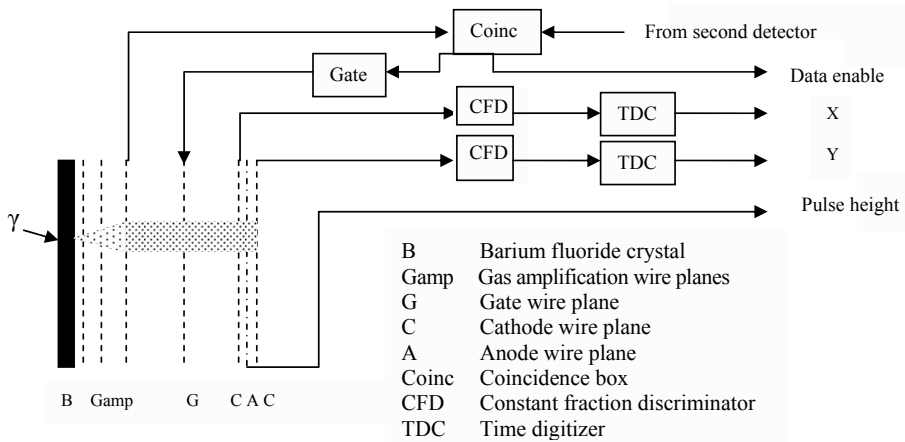 Coinc
From second detector
Gate
Data enable
CFD
TDC
X
CFD
TDC
Y
Pulse height
γ
B Barium fluoride crystal
Gamp Gas amplification wire planes
G Gate wire plane
C Cathode wire plane
A Anode wire plane
Coinc Coincidence box
CFD Constant fraction discriminator
TDC Time digitizer
B Gamp G C A C